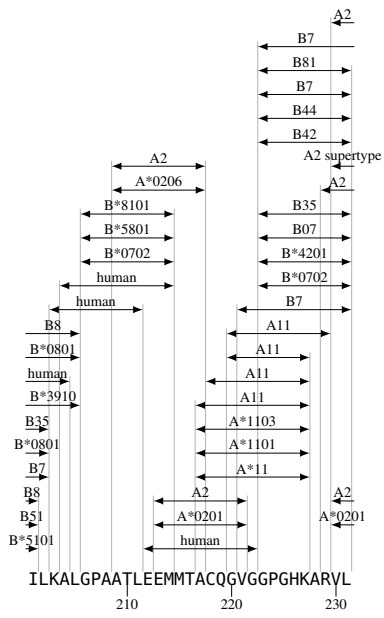 A2
B7
B81
B7
B44
B42
A2 A2 supertype
A*0206 A2
B*8101 B35
B*5801 B07
B*0702 B*4201
human B*0702
human B7
B8 A11
B*0801 A11
human A11
B*3910 A11
B35 A*1103
B*0801 A*1101
B7 A*11
B8 A2 A2
B51 A*0201 A*0201
B*5101 human
ILKALGPAATLEEMMTACQGVGGPGHKARVL
210 220 230